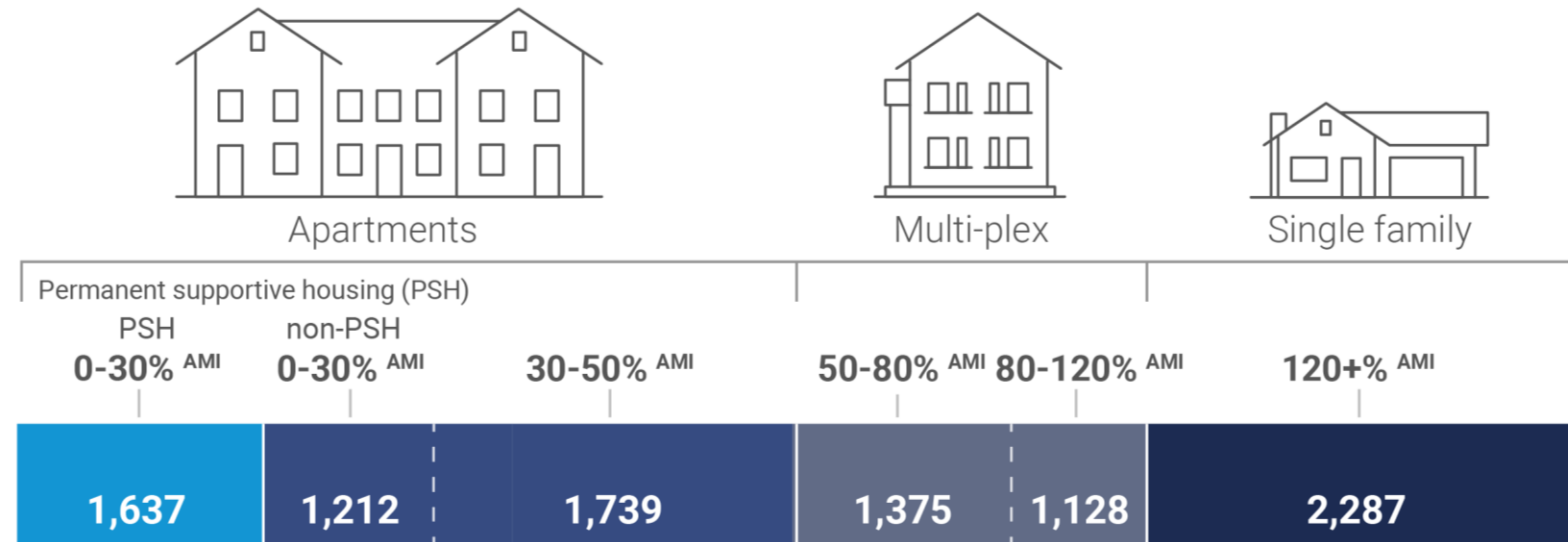 Apartments Multi-plex Single family
Permanent supportive housing (PSH)
PSH non-PSH
0-30% AMI 0-30% AMI 30-50% AMI 50-80% AMI 80-120% AMI 120+% AMI
1,637 1,212 1,739 1,375 1,128 2,287